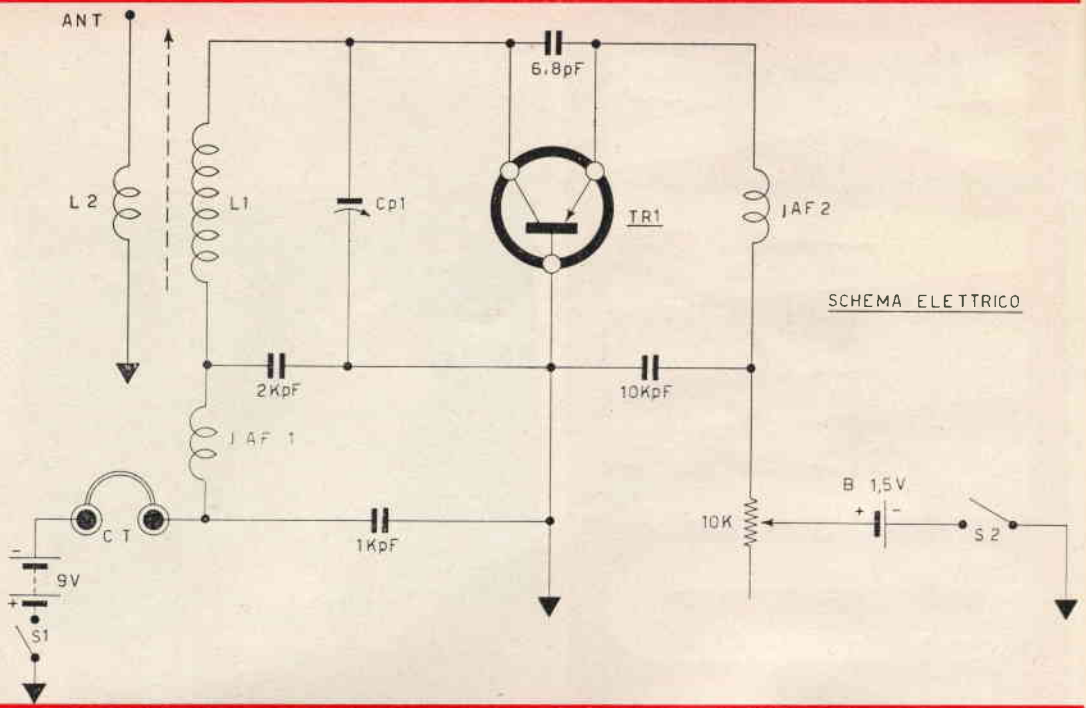 ANT
6,8pF
L2
L1
Cp1
TR1
JAF2
SCHEMA ELETTRICO
2KpF
10KpF
JAF 1
B 1,5V
+ -
CT
1KpF
10K
S2
-
9V
+
S1